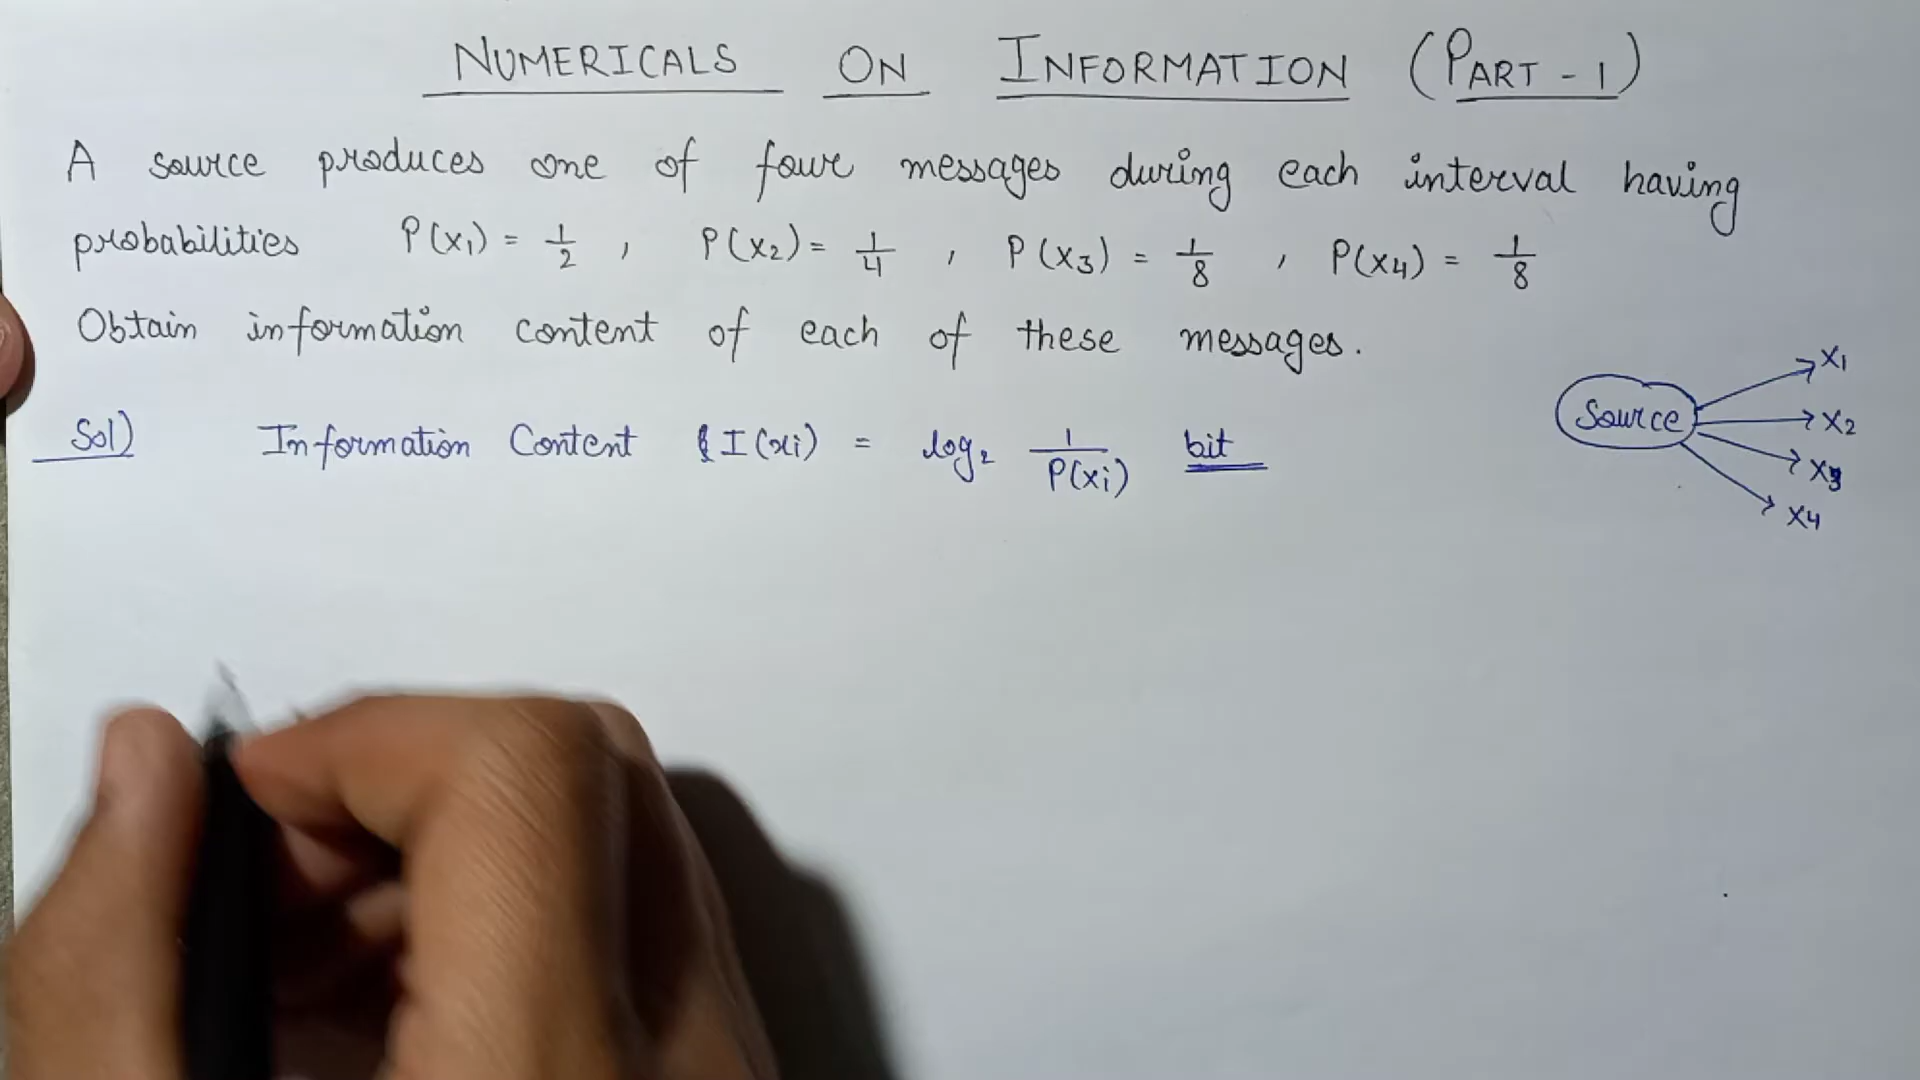 NUMERICALS ON INFORMATION (PART - 1)
A source produces one of four messages during each interval having
probabilities P(x1) = 1/2 , P(x2) = 1/4 , P(x3) = 1/8 , P(x4) = 1/8
Obtain information content of each of these messages.
Sol) Information Content I(xi) = log2 1/P(xi) bit
Source
x1
x2
x3
x4